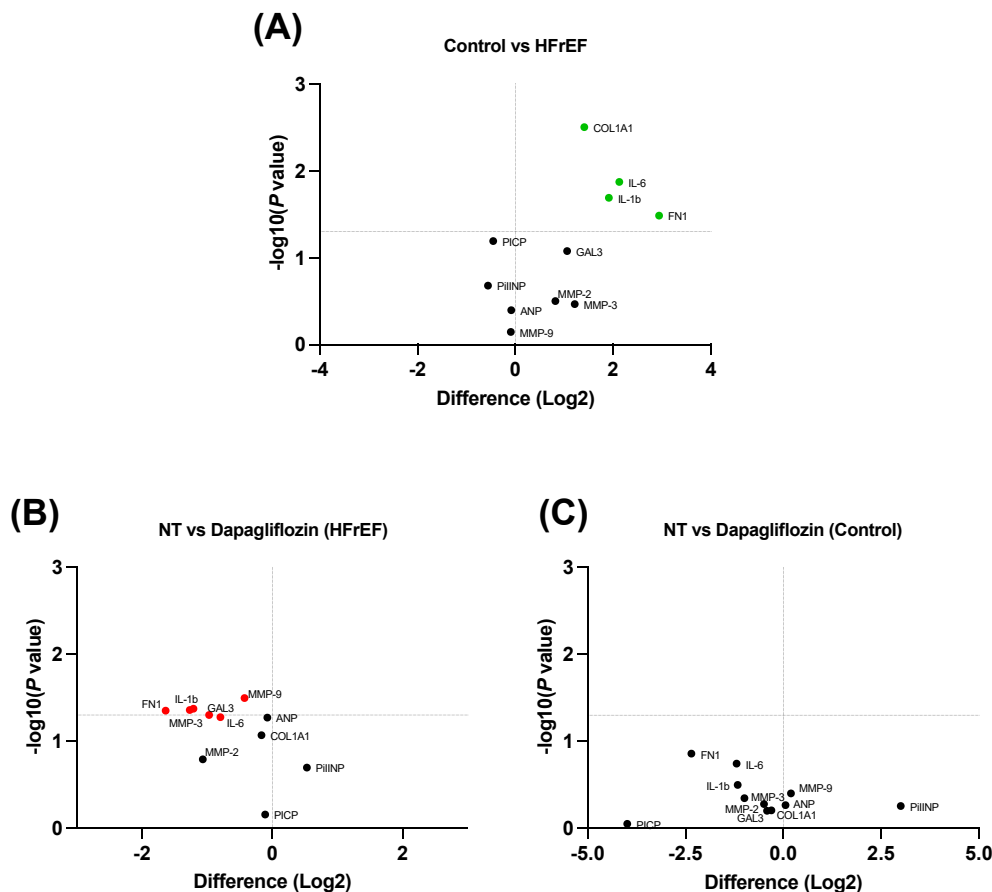 (A)
Control vs HFrEF
3
2
1
0
-log10(P value)
COL1A1
IL-6
IL-1b
FN1
PICP
GAL3
PiIINP
MMP-2
MMP-3
ANP
MMP-9
-4
-2
0
2
4
Difference (Log2)
(B)
NT vs Dapagliflozin (HFrEF)
3
2
1
0
-log10(P value)
FN1
IL-1b
GAL3
MMP-9
MMP-3
IL-6
ANP
COL1A1
MMP-2
PiIINP
PICP
-2
0
2
Difference (Log2)
(C)
NT vs Dapagliflozin (Control)
3
2
1
0
-log10(P value)
FN1
IL-6
IL-1b
MMP-3
MMP-9
MMP-2
ANP
GAL3
COL1A1
PiIINP
PICP
-5.0
-2.5
0.0
2.5
5.0
Difference (Log2)